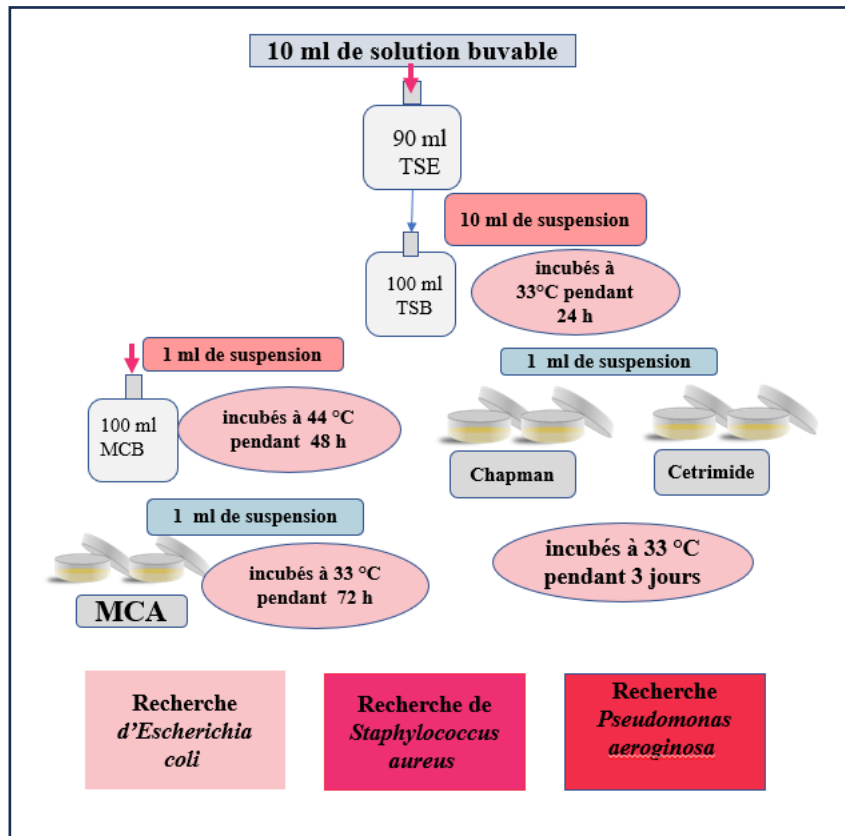 10 ml de solution buvable
90 ml
TSE
10 ml de suspension
100 ml
TSB
incubés à
33°C pendant
24 h
1 ml de suspension
1 ml de suspension
100 ml
MCB
incubés à 44 °C
pendant 48 h
Chapman
Cetrimide
1 ml de suspension
incubés à 33 °C
pendant 72 h
MCA
incubés à 33 °C
pendant 3 jours
Recherche
d'Escherichia
coli
Recherche de
Staphylococcus
aureus
Recherche
Pseudomonas
aeroginosa